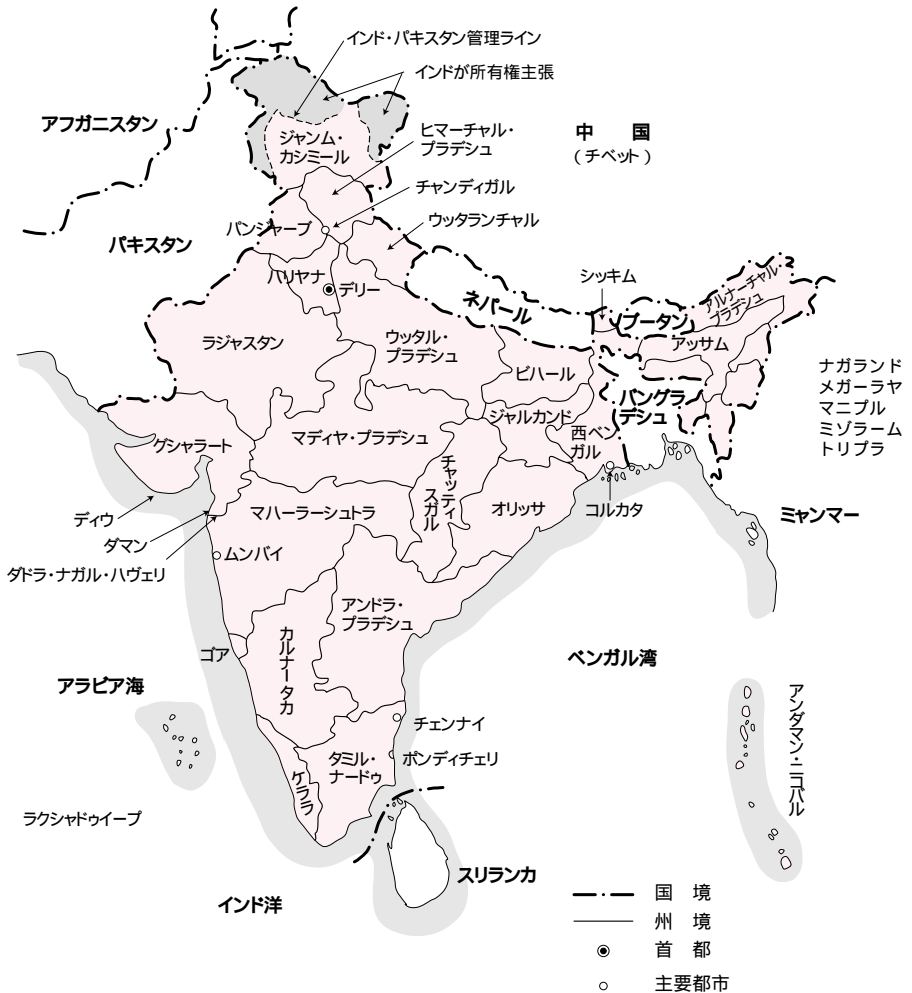 インド・パキスタン管理ライン
インドが所有権主張
アフガニスタン
ジャンム・
カシミール
ヒマーチャル・
プラデシュ
中　国
(チベット)
チャンディガル
パンジャーブ
ウッタランチャル
パキスタン
ハリヤナ
デリー
シッキム
アルナーチャル・
プラデシュ
ネパール
ブータン
ラジャスタン
ウッタル・
プラデシュ
アッサム
ビハール
ナガランド
メガーラヤ
マニプル
ミゾラーム
トリプラ
バングラ
デシュ
ジャルカンド
グジャラート
マディヤ・プラデシュ
西ベン
ガル
チャッティ
スガル
オリッサ
コルカタ
ミャンマー
ディウ
マハーラーシュトラ
ダマン
ムンバイ
ダドラ・ナガル・ハヴェリ
アンドラ・
プラデシュ
カルナータカ
ゴア
ベンガル湾
アラビア海
アンダマン・ニコバル
チェンナイ
タミル・
ナードゥ
ポンディチェリ
ケララ
ラクシャドゥイープ
スリランカ
インド洋
国　境
州　境
首　都
主要都市